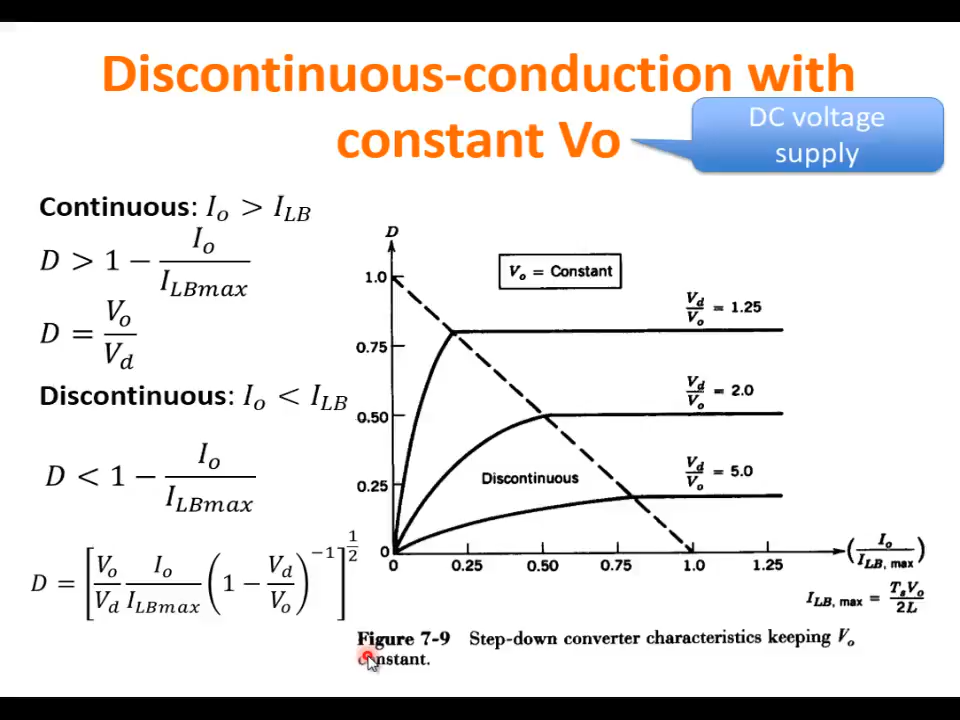 Discontinuous-conduction with
constant Vo
DC voltage
supply
Continuous: I_o > I_LB
D > 1 − I_o / I_LBmax
D = V_o / V_d
Discontinuous: I_o < I_LB
D < 1 − I_o / I_LBmax
D = [V_o/V_d I_o/I_LBmax (1 − V_d/V_o)^−1]^1/2
D
1.0
0.75
0.50
0.25
0
V_o = Constant
V_d/V_o = 1.25
V_d/V_o = 2.0
V_d/V_o = 5.0
Discontinuous
0 0.25 0.50 0.75 1.0 1.25
(I_o / I_LB, max)
I_LB, max = T_s V_o / 2L
Figure 7-9 Step-down converter characteristics keeping V_o
constant.